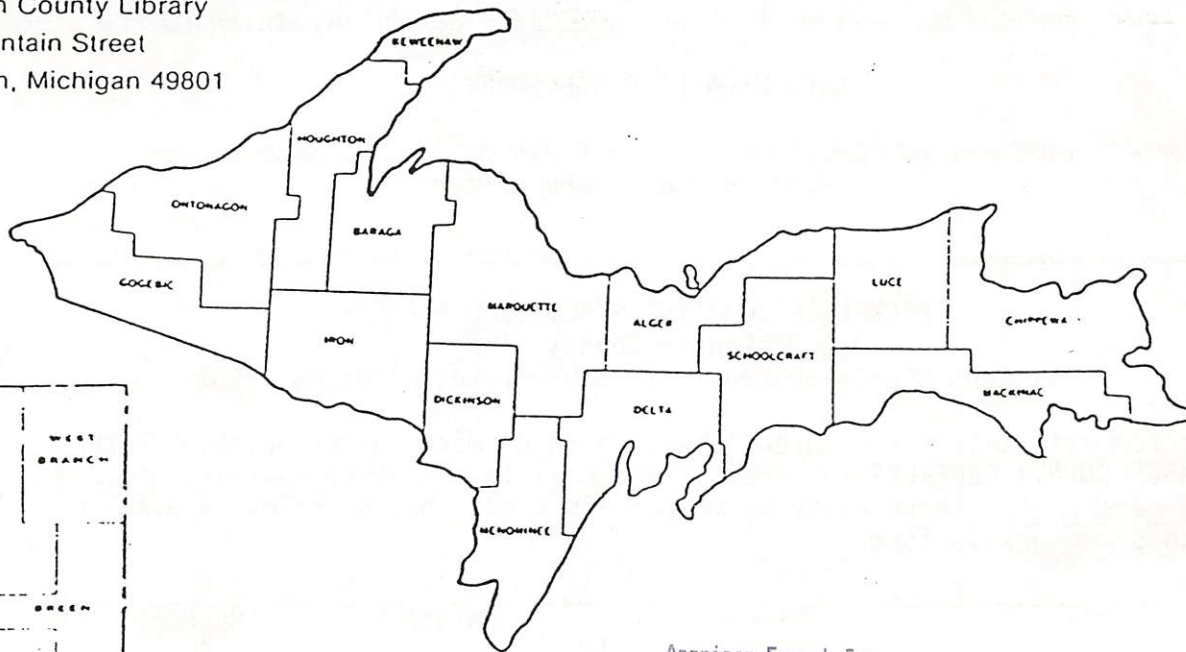 County Library
ntain Street
n, Michigan 49801
KEWEENAW
HOUGHTON
ONTONAGON
BARAGA
GOGEBIC
MARQUETTE
LUCE
ALGER
CHIPPEWA
IRON
SCHOOLCRAFT
DICKINSON
MACKINAC
DELTA
MENOMINEE
WEST
BRANCH
BREEN